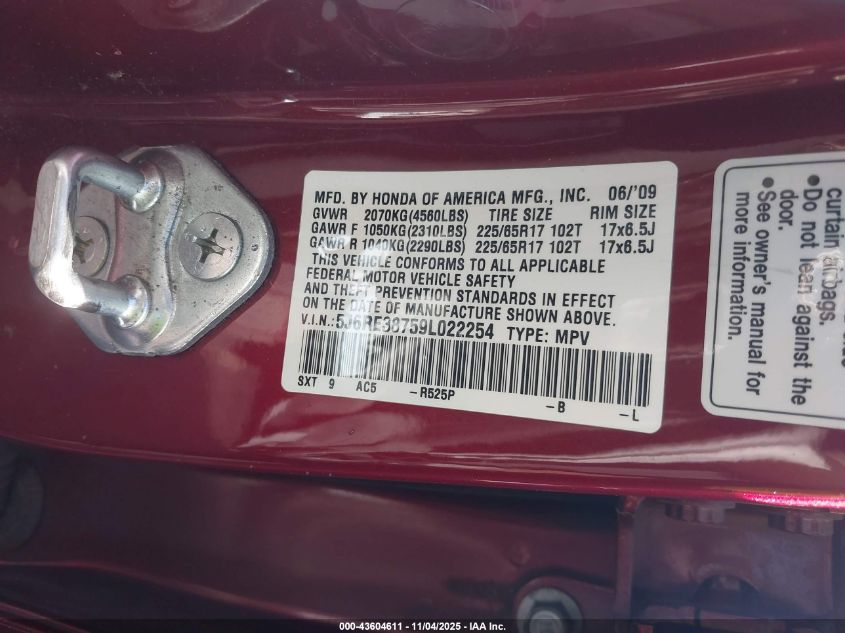 MFD. BY HONDA OF AMERICA MFG., INC. 06/'09
GVWR 2070KG(4560LBS) TIRE SIZE RIM SIZE
GAWR F 1050KG(2310LBS) 225/65R17 102T 17x6.5J
GAWR R 1040KG(2290LBS) 225/65R17 102T 17x6.5J
THIS VEHICLE CONFORMS TO ALL APPLICABLE
FEDERAL MOTOR VEHICLE SAFETY
AND THEFT PREVENTION STANDARDS IN EFFECT
ON THE DATE OF MANUFACTURE SHOWN ABOVE.
V.I.N.: 5J6RE38759L022254 TYPE: MPV
SXT 9 AC5 -R525P -B -L
curtain airbags.
• Do not lean against the
door.
• See owner's manual for
more information.
000-43604611 - 11/04/2025 - IAA Inc.